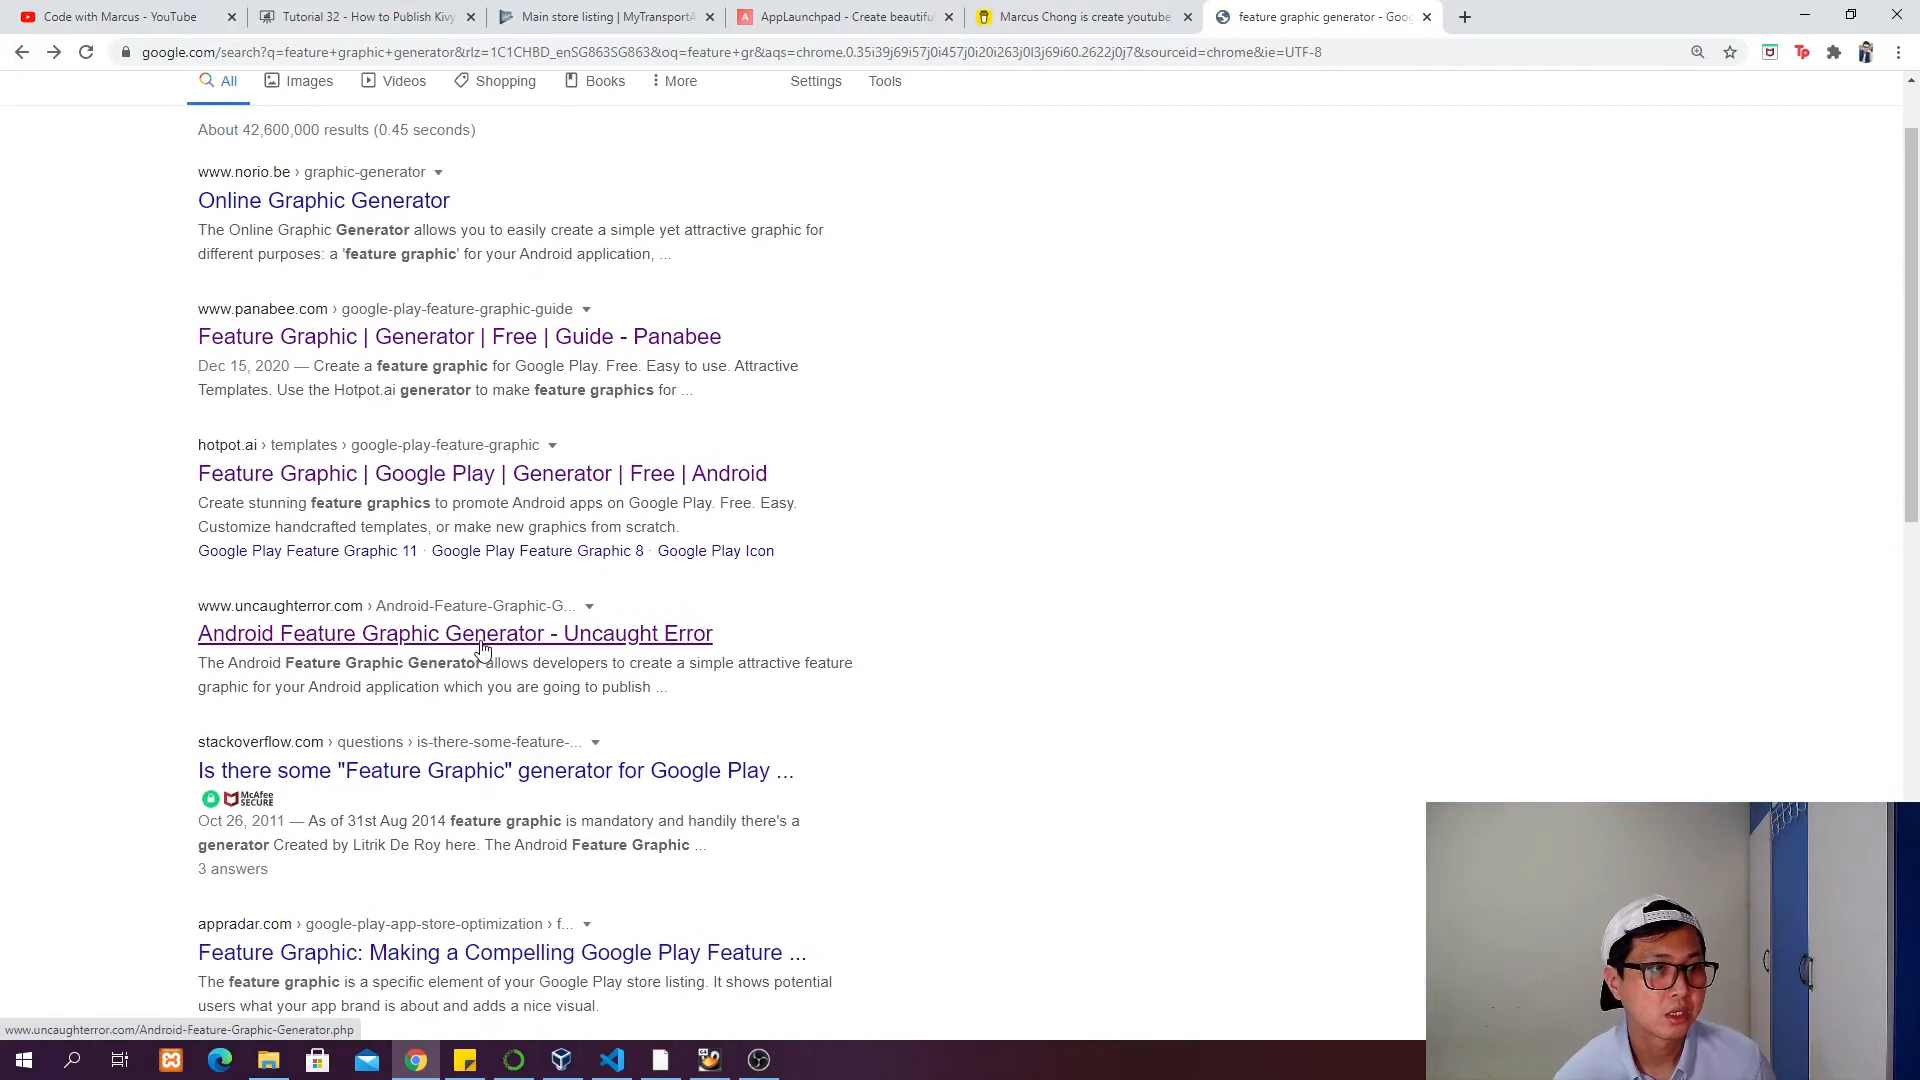 Code with Marcus - YouTube
Tutorial 32 - How to Publish Kivy
Main store listing | MyTransportA
AppLaunchpad - Create beautiful
Marcus Chong is create youtube
feature graphic generator - Goog
google.com/search?q=feature+graphic+generator&rlz=1C1CHBD_enSG863SG863&oq=feature+gr&aqs=chrome.0.35i39j69i57j0i457j0i20i263j0l3j69i60.2622j0j7&sourceid=chrome&ie=UTF-8
All
Images
Videos
Shopping
Books
More
Settings
Tools
About 42,600,000 results (0.45 seconds)
www.norio.be › graphic-generator
Online Graphic Generator
The Online Graphic Generator allows you to easily create a simple yet attractive graphic for
different purposes: a 'feature graphic' for your Android application, ...
www.panabee.com › google-play-feature-graphic-guide
Feature Graphic | Generator | Free | Guide - Panabee
Dec 15, 2020 — Create a feature graphic for Google Play. Free. Easy to use. Attractive
Templates. Use the Hotpot.ai generator to make feature graphics for ...
hotpot.ai › templates › google-play-feature-graphic
Feature Graphic | Google Play | Generator | Free | Android
Create stunning feature graphics to promote Android apps on Google Play. Free. Easy.
Customize handcrafted templates, or make new graphics from scratch.
Google Play Feature Graphic 11 · Google Play Feature Graphic 8 · Google Play Icon
www.uncaughterror.com › Android-Feature-Graphic-G...
Android Feature Graphic Generator - Uncaught Error
The Android Feature Graphic Generator allows developers to create a simple attractive feature
graphic for your Android application which you are going to publish ...
stackoverflow.com › questions › is-there-some-feature-...
Is there some "Feature Graphic" generator for Google Play ...
McAfee
SECURE
Oct 26, 2011 — As of 31st Aug 2014 feature graphic is mandatory and handily there's a
generator Created by Litrik De Roy here. The Android Feature Graphic ...
3 answers
appradar.com › google-play-app-store-optimization › f...
Feature Graphic: Making a Compelling Google Play Feature ...
The feature graphic is a specific element of your Google Play store listing. It shows potential
users what your app brand is about and adds a nice visual.
www.uncaughterror.com/Android-Feature-Graphic-Generator.php